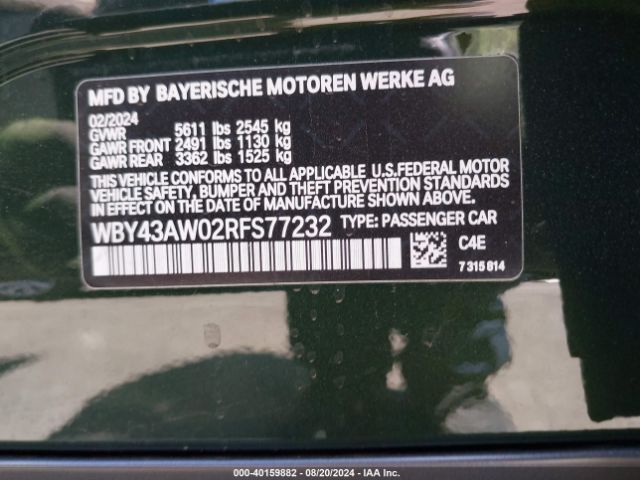 MFD BY BAYERISCHE MOTOREN WERKE AG
02/2024
GVWR 5611 lbs 2545 kg
GAWR FRONT 2491 lbs 1130 kg
GAWR REAR 3362 lbs 1525 kg
THIS VEHICLE CONFORMS TO ALL APPLICABLE U.S.FEDERAL MOTOR
VEHICLE SAFETY, BUMPER AND THEFT PREVENTION STANDARDS
IN EFFECT ON THE DATE OF MANUFACTURE SHOWN ABOVE.
WBY43AW02RFS77232 TYPE: PASSENGER CAR
C4E
7 315 814
000-40159882 - 08/20/2024 - IAA Inc.